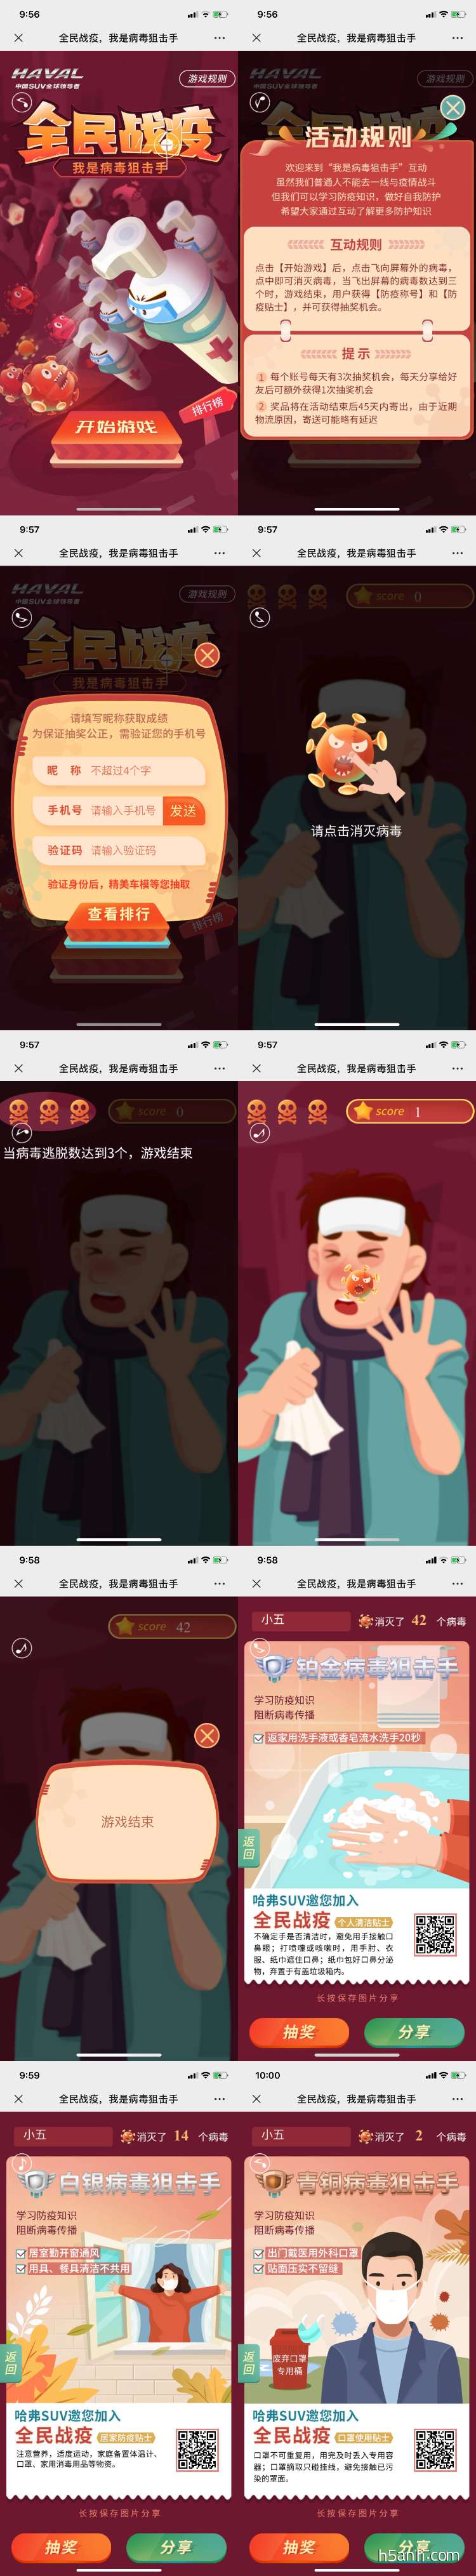 9:56
全民战疫，我是病毒狙击手
HAVAL
中国SUV全球领导者
游戏规则
全民战疫
我是病毒狙击手
排行榜
开始游戏
9:56
全民战疫，我是病毒狙击手
游戏规则
活动规则
欢迎来到“我是病毒狙击手”互动
虽然我们普通人不能去一线与疫情战斗
但我们可以学习防疫知识，做好自我防护
希望大家通过互动了解更多防护知识
互动规则
点击【开始游戏】后，点击飞向屏幕外的病毒，
点中即可消灭病毒，当飞出屏幕的病毒数达到三
个时，游戏结束，用户获得【防疫称号】和【防
疫贴士】，并可获得抽奖机会。
提示
1 每个账号每天有3次抽奖机会，每天分享给好
友后可额外获得1次抽奖机会
2 奖品将在活动结束后45天内寄出，由于近期
物流原因，寄送可能略有延迟
9:57
全民战疫，我是病毒狙击手
HAVAL
中国SUV全球领导者
游戏规则
全民战疫
我是病毒狙击手
请填写昵称获取成绩
为保证抽奖公正，需验证您的手机号
昵 称 不超过4个字
手机号 请输入手机号 发送
验证码 请输入验证码
验证身份后，精美车模等您抽取
查看排行
排行榜
9:57
全民战疫，我是病毒狙击手
score 0
请点击消灭病毒
9:57
全民战疫，我是病毒狙击手
score 0
当病毒逃脱数达到3个，游戏结束
9:57
全民战疫，我是病毒狙击手
score 1
9:58
全民战疫，我是病毒狙击手
score 42
游戏结束
9:58
全民战疫，我是病毒狙击手
小五 消灭了 42 个病毒
铂金病毒狙击手
学习防疫知识
阻断病毒传播
返家用洗手液或香皂流水洗手20秒
返回
哈弗SUV邀您加入
全民战疫 个人清洁贴士
不确定手是否清洁时，避免用手接触口
鼻眼；打喷嚏或咳嗽时，用手肘、衣
服、纸巾遮住口鼻；纸巾包好口鼻分泌
物，弃置于有盖垃圾箱内。
长按保存图片分享
抽奖 分享
9:59
全民战疫，我是病毒狙击手
小五 消灭了 14 个病毒
白银病毒狙击手
学习防疫知识
阻断病毒传播
居室勤开窗通风
用具、餐具清洁不共用
返回
哈弗SUV邀您加入
全民战疫 居家防疫贴士
注意营养，适度运动，家庭备置体温计、
口罩、家用消毒用品等物资。
长按保存图片分享
抽奖 分享
10:00
全民战疫，我是病毒狙击手
小五 消灭了 2 个病毒
青铜病毒狙击手
学习防疫知识
阻断病毒传播
出门戴医用外科口罩
贴面压实不留缝
废弃口罩
专用桶
返回
哈弗SUV邀您加入
全民战疫 口罩使用贴士
口罩不可重复用，用完及时丢入专用容
器；口罩摘取只碰挂线，避免接触已污
染的罩面。
长按保存图片分享
抽奖 分享
h5anh.com